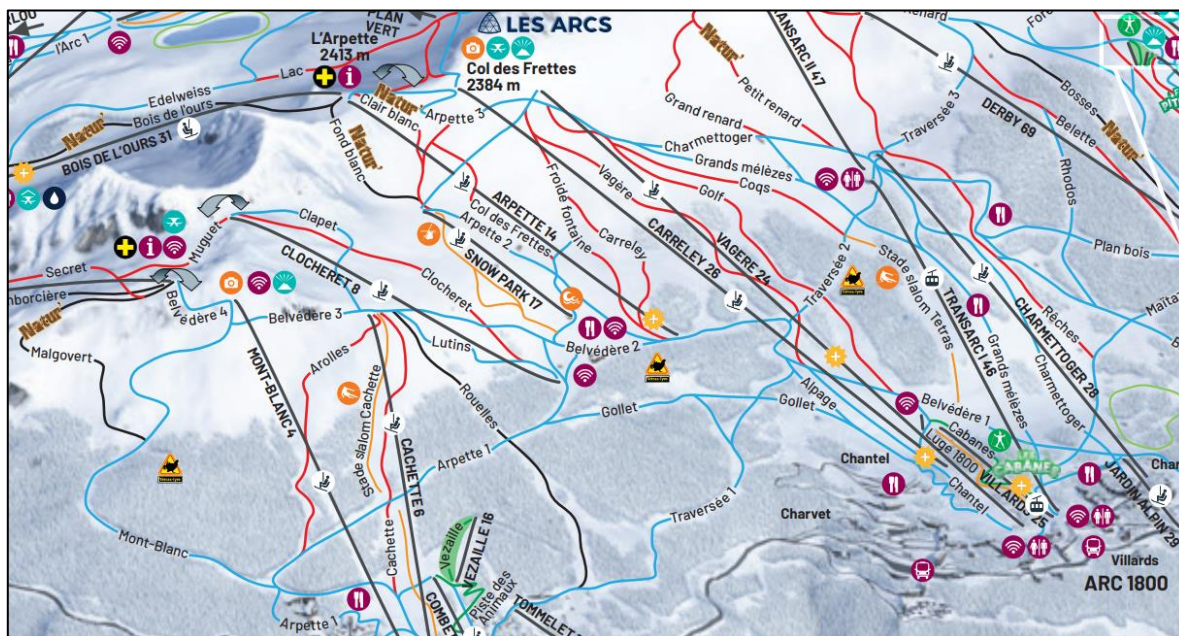 LOU
PLAN
VERT
LES ARCS
l'Arc 1
L'Arpette
2413 m
Lac
Col des Frettes
2384 m
Edelweiss
Bois de l'ours
Natur'
BOIS DE L'OURS 31
Natur'
Clair blanc
Arpette 3
Fond blanc
Natur'
Natur'
TRANSARC II 47
Renard
Petit renard
Grand renard
Charmettoger
Traversée 3
DERBY 69
Bosses
Belette
Natur'
Rhodos
Plan bois
Grands mélèzes
Coqs
Golf
Vagère
Froide fontaine
Carreley
ARPETTE 14
Col des Frettes
Arpette 2
SNOWPARK 17
CARRELEY 26
VAGERE 24
Traversée 2
Stade slalom Tetras
TRANSARC I 46
CHARMETTOGER 28
Rêches
Charmettoger
Grands mélèzes
Muguet
Clapet
CLOCHERET 8
Clocheret
Secret
mborcière
Natur'
Malgovert
Belvédère 4
Belvédère 3
Belvédère 2
Belvédère 1
Lutins
Arolles
MONT-BLANC 4
Stade slalom Cachette
CACHETTE 6
Rouelles
Arpette 1
Gollet
Gollet
Alpage
Cabanes
Luge 1800
VILLARDS 25
Chantel
Chantel
Charvet
JARDIN ALPIN 29
Villards
ARC 1800
Traversée 1
Mont-Blanc
Cachette
Vezaille
VEZAILLE 16
Piste des
Animaux
COMBE
TOMMELET
Arpette 1